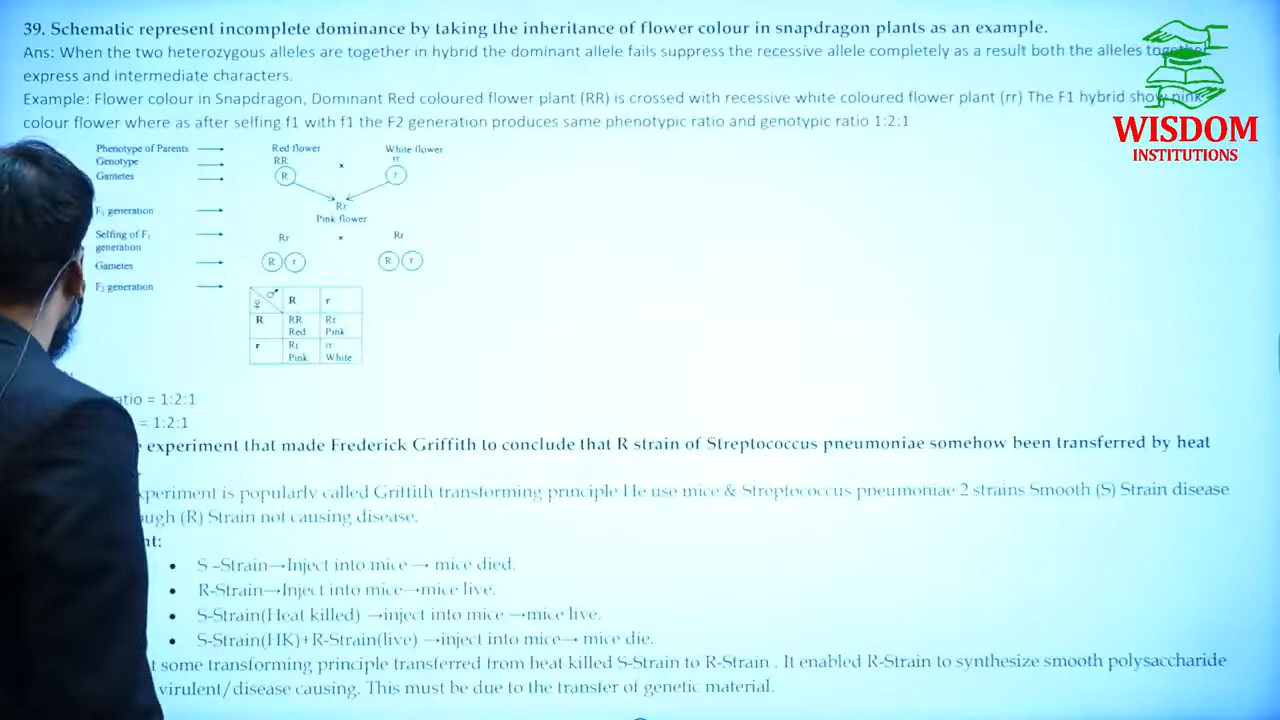 39. Schematic represent incomplete dominance by taking the inheritance of flower colour in snapdragon plants as an example.
Ans: When the two heterozygous alleles are together in hybrid the dominant allele fails suppress the recessive allele completely as a result both the alleles together
express and intermediate characters.
Example: Flower colour in Snapdragon, Dominant Red coloured flower plant (RR) is crossed with recessive white coloured flower plant (rr) The F1 hybrid show pink
colour flower where as after selfing f1 with f1 the F2 generation produces same phenotypic ratio and genotypic ratio 1:2:1
WISDOM
INSTITUTIONS
Phenotype of Parents → Red flower White flower
Genotype → RR × rr
Gametes → R r
F₁ generation → Rr
Pink flower
Selfing of F₁ → Rr × Rr
generation
Gametes → R r R r
F₂ generation →
♀ ♂ R r
R RR Rr
Red Pink
r Rr rr
Pink White
atio = 1:2:1
= 1:2:1
experiment that made Frederick Griffith to conclude that R strain of Streptococcus pneumoniae somehow been transferred by heat
xperiment is popularly called Griffith transforming principle He use mice & Streptococcus pneumoniae 2 strains Smooth (S) Strain disease
ugh (R) Strain not causing disease.
nt:
• S –Strain→Inject into mice → mice died.
• R-Strain→Inject into mice→mice live.
• S-Strain(Heat killed) →inject into mice →mice live.
• S-Strain(HK)+R-Strain(live) →inject into mice→ mice die.
t some transforming principle transferred from heat killed S-Strain to R-Strain . It enabled R-Strain to synthesize smooth polysaccharide
virulent/disease causing. This must be due to the transfer of genetic material.